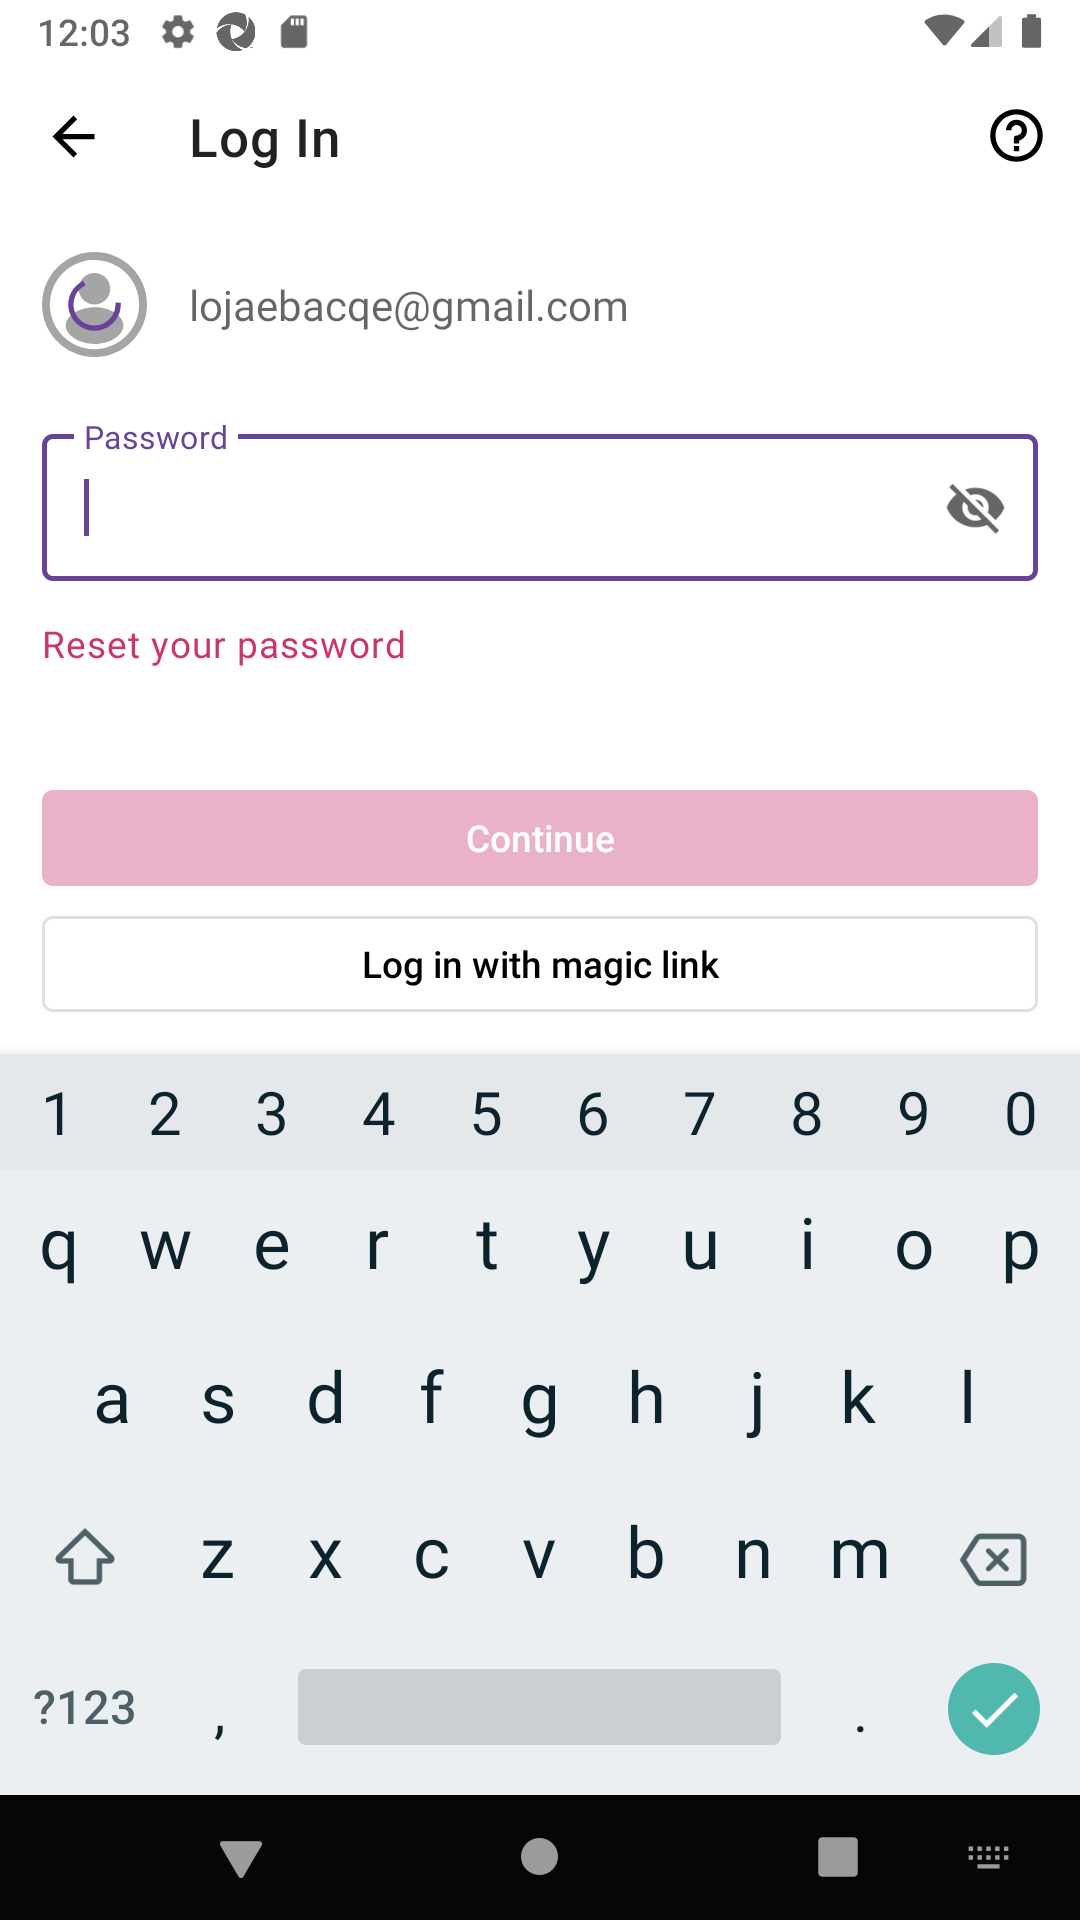 12:03
Log In
lojaebacqe@gmail.com
Password
Reset your password
Continue
Log in with magic link
1 2 3 4 5 6 7 8 9 0
q w e r t y u i o p
a s d f g h j k l
z x c v b n m
?123 , .